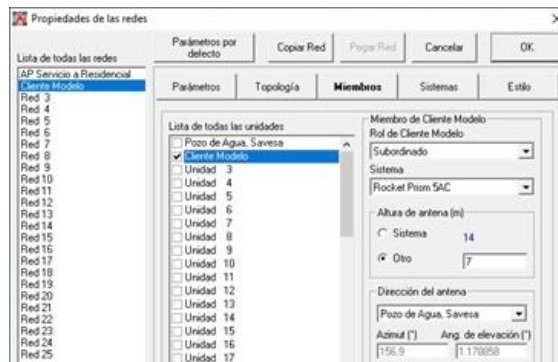 Propiedades de las redes
Lista de todas las redes
AP Servicio a Residencial
Cliente Modelo
Red 3
Red 4
Red 5
Red 6
Red 7
Red 8
Red 9
Red 10
Red 11
Red 12
Red 13
Red 14
Red 15
Red 16
Red 17
Red 18
Red 19
Red 20
Red 21
Red 22
Red 23
Red 24
Red 25
Parámetros por defecto
Copiar Red
Pegar Red
Cancelar
OK
Parámetros
Topología
Miembros
Sistemas
Estilo
Lista de todas las unidades
Pozo de Agua, Savesa
Cliente Modelo
Unidad 3
Unidad 4
Unidad 5
Unidad 6
Unidad 7
Unidad 8
Unidad 9
Unidad 10
Unidad 11
Unidad 12
Unidad 13
Unidad 14
Unidad 15
Unidad 16
Unidad 17
Miembro de Cliente Modelo
Rol de Cliente Modelo
Subordinado
Sistema
Rocket Prism 5AC
Altura de antena (m)
Sistema 14
Otro 7
Dirección del antena
Pozo de Agua, Savesa
Azimut (°) Ang. de elevación (°)
156.9 1.178858